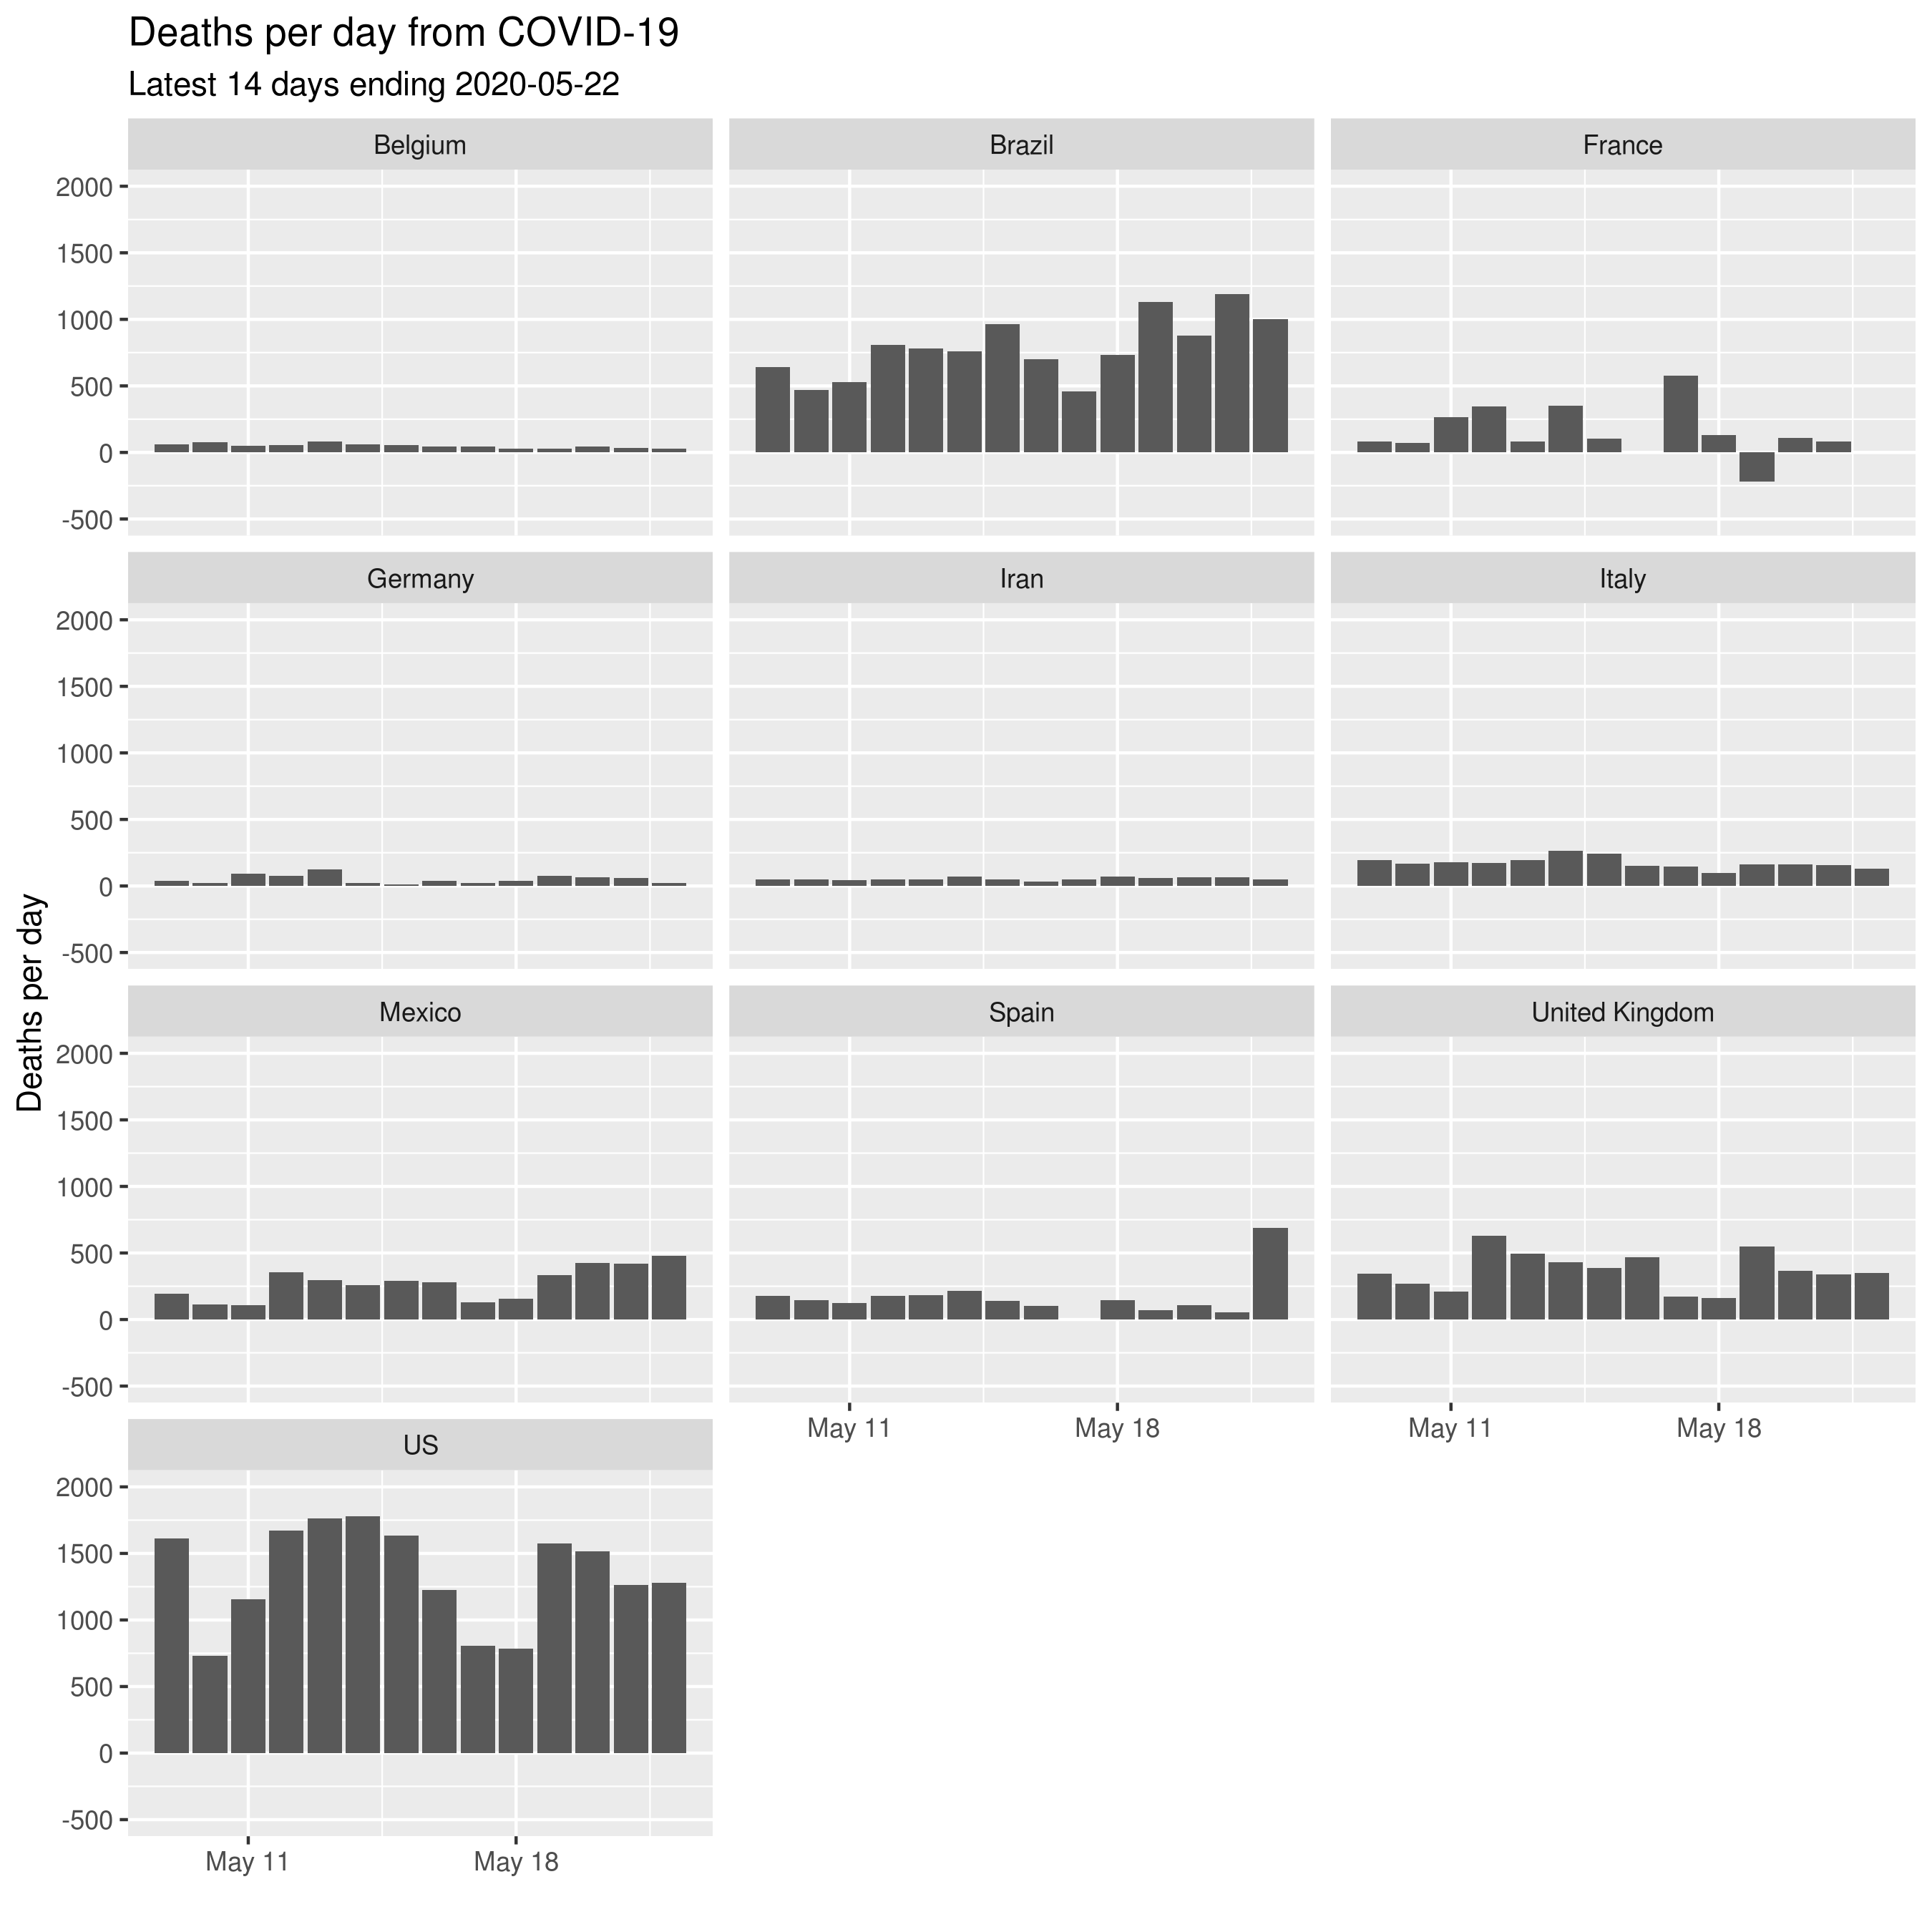 Deaths per day from COVID-19
Latest 14 days ending 2020-05-22
Belgium Brazil France
2000
1500
1000
500
0
-500
Germany Iran Italy
2000
1500
1000
500
0
-500
Deaths per day
Mexico Spain United Kingdom
2000
1500
1000
500
0
-500
May 11 May 18 May 11 May 18
US
2000
1500
1000
500
0
-500
May 11 May 18